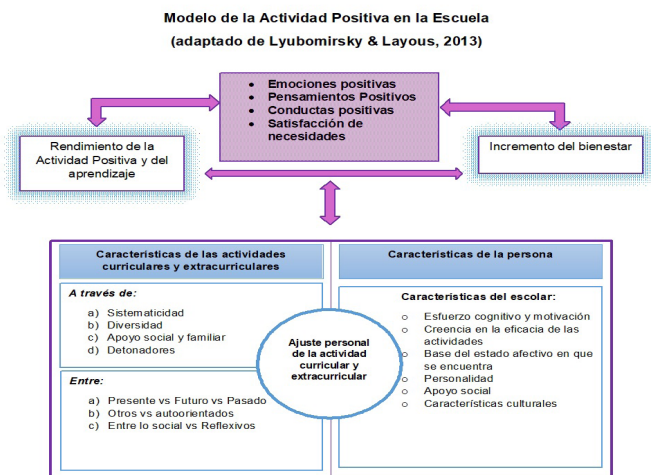 Modelo de la Actividad Positiva en la Escuela
(adaptado de Lyubomirsky & Layous, 2013)
• Emociones positivas
• Pensamientos Positivos
• Conductas positivas
• Satisfacción de
necesidades
Rendimiento de la
Actividad Positiva y del
aprendizaje
Incremento del bienestar
Características de las actividades
curriculares y extracurriculares
A través de:
a) Sistematicidad
b) Diversidad
c) Apoyo social y familiar
d) Detonadores
Entre:
a) Presente vs Futuro vs Pasado
b) Otros vs autoorientados
c) Entre lo social vs Reflexivos
Ajuste personal
de la actividad
curricular y
extracurricular
Características de la persona
Características del escolar:
o Esfuerzo cognitivo y motivación
o Creencia en la eficacia de las
actividades
o Base del estado afectivo en que
se encuentra
o Personalidad
o Apoyo social
o Características culturales